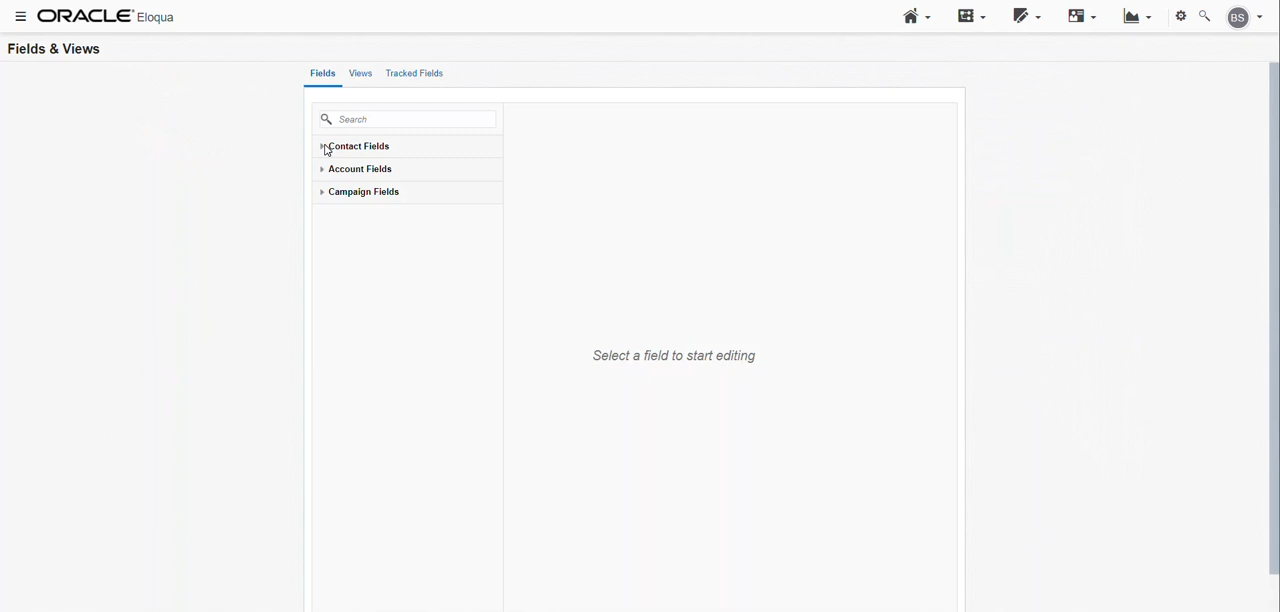 ORACLE Eloqua
BS
Fields & Views
Fields Views Tracked Fields
Search
Contact Fields
Account Fields
Campaign Fields
Select a field to start editing